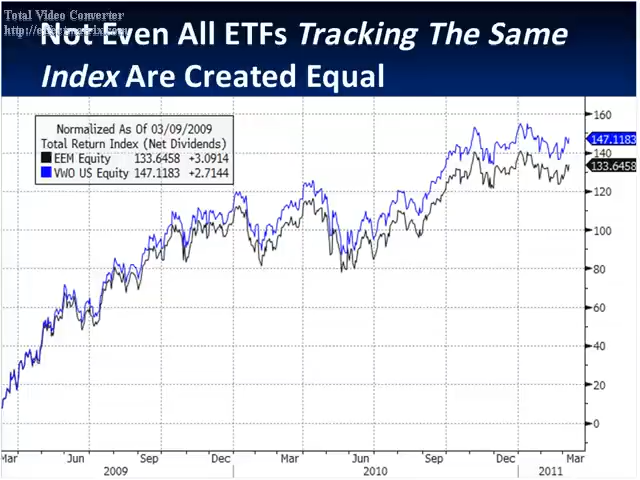 Total Video Converter
http://effectmatrix.com
Not Even All ETFs Tracking The Same
Index Are Created Equal
Normalized As Of 03/09/2009
Total Return Index (Net Dividends)
EEM Equity 133.6458 +3.0914
VWO US Equity 147.1183 +2.7144
160
147.1183
140
133.6458
120
100
80
60
40
20
0
Mar Jun Sep Dec Mar Jun Sep Dec Mar
2009 2010 2011